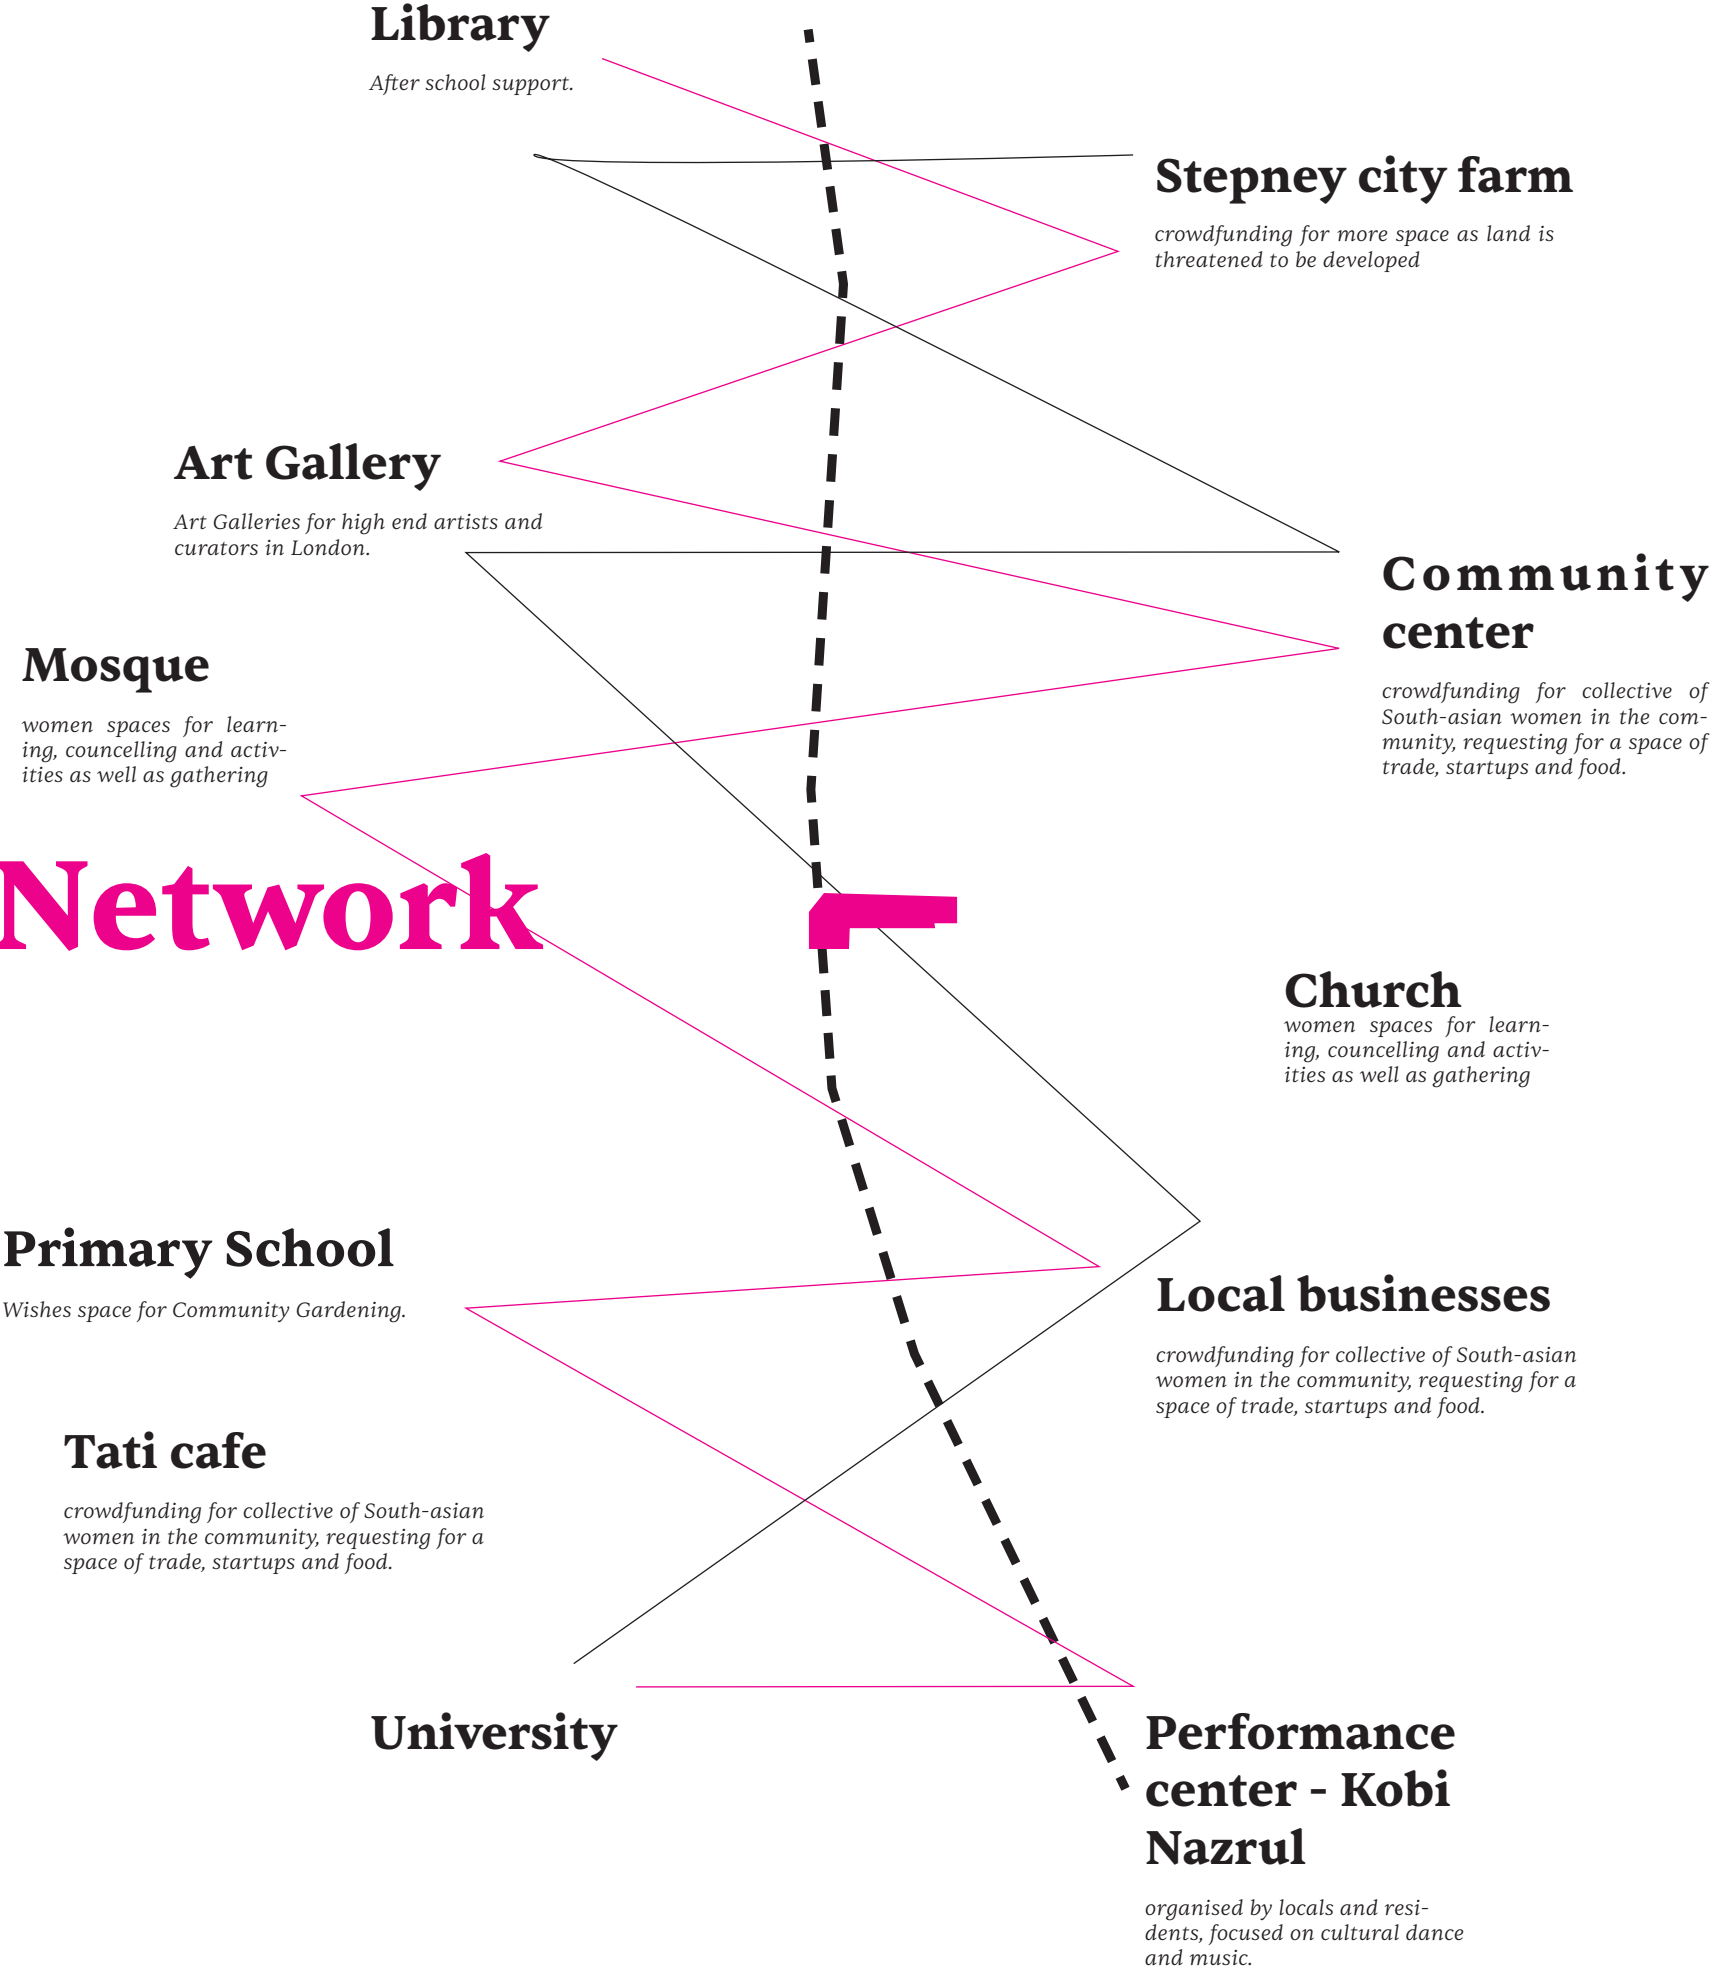 Library
After school support.
Stepney city farm
crowdfunding for more space as land is
threatened to be developed
Art Gallery
Art Galleries for high end artists and
curators in London.
Community
center
crowdfunding for collective of
South-asian women in the com-
munity, requesting for a space of
trade, startups and food.
Mosque
women spaces for learn-
ing, councelling and activ-
ities as well as gathering
Network
Church
women spaces for learn-
ing, councelling and activ-
ities as well as gathering
Primary School
Wishes space for Community Gardening.
Local businesses
crowdfunding for collective of South-asian
women in the community, requesting for a
space of trade, startups and food.
Tati cafe
crowdfunding for collective of South-asian
women in the community, requesting for a
space of trade, startups and food.
University
Performance
center - Kobi
Nazrul
organised by locals and resi-
dents, focused on cultural dance
and music.